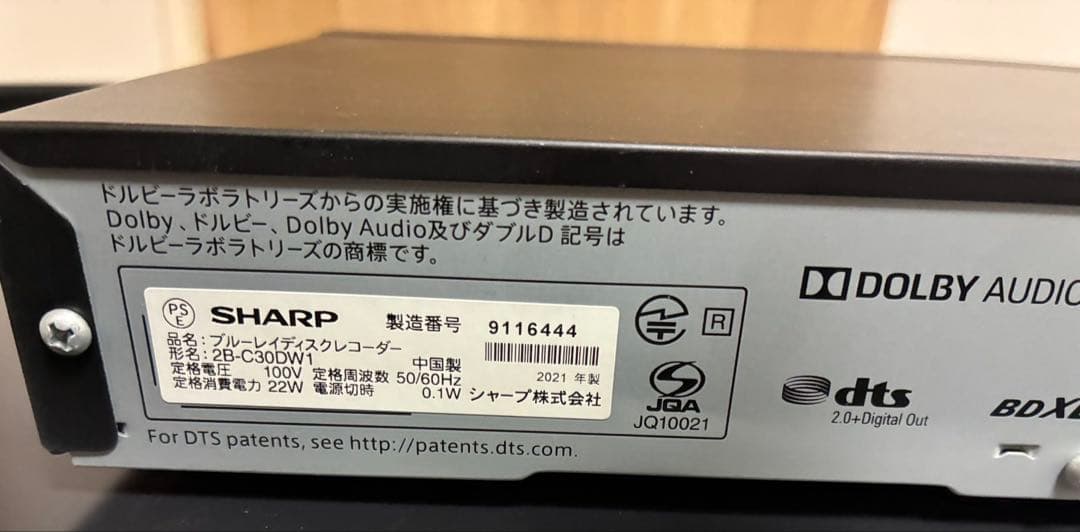 ドルビーラボラトリーズからの実施権に基づき製造されています。
Dolby、ドルビー、Dolby Audio及びダブルD 記号は
ドルビーラボラトリーズの商標です。
PS
E
SHARP 製造番号 9116444
品名:ブルーレイディスクレコーダー
形名:2B-C30DW1 中国製
定格電圧 100V 定格周波数 50/60Hz 2021 年製
定格消費電力 22W 電源切時 0.1W シャープ株式会社
R
JQA
JQ10021
For DTS patents, see http://patents.dts.com.
DOLBY AUDIO
dts
2.0+Digital Out